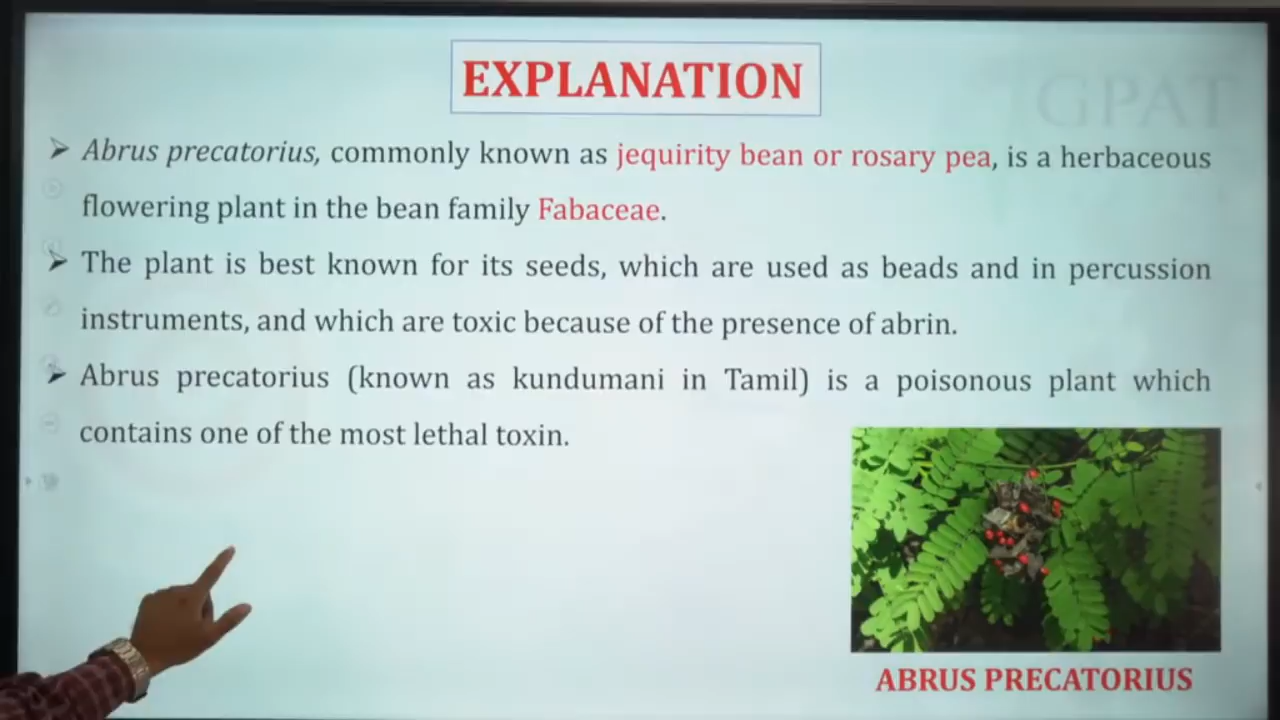 EXPLANATION
GPAT
➤ Abrus precatorius, commonly known as jequirity bean or rosary pea, is a herbaceous
flowering plant in the bean family Fabaceae.
➤ The plant is best known for its seeds, which are used as beads and in percussion
instruments, and which are toxic because of the presence of abrin.
➤ Abrus precatorius (known as kundumani in Tamil) is a poisonous plant which
contains one of the most lethal toxin.
ABRUS PRECATORIUS